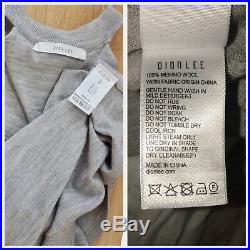 DIONLEE
DIONLEE
100% MERINO WOOL
YARN FABRIC ORIGIN CHINA
GENTLE HAND WASH IN
MILD DETERGENT
DO NOT RUB
DO NOT WRING
DO NOT SOAK
DO NOT BLEACH
DO NOT TUMBLE DRY
COOL IRON
LIGHT STEAM ONLY
LINE DRY IN SHADE
TO ORIGINAL SHAPE
DRY CLEANABLE(P)
MADE IN CHINA
dionlee.com